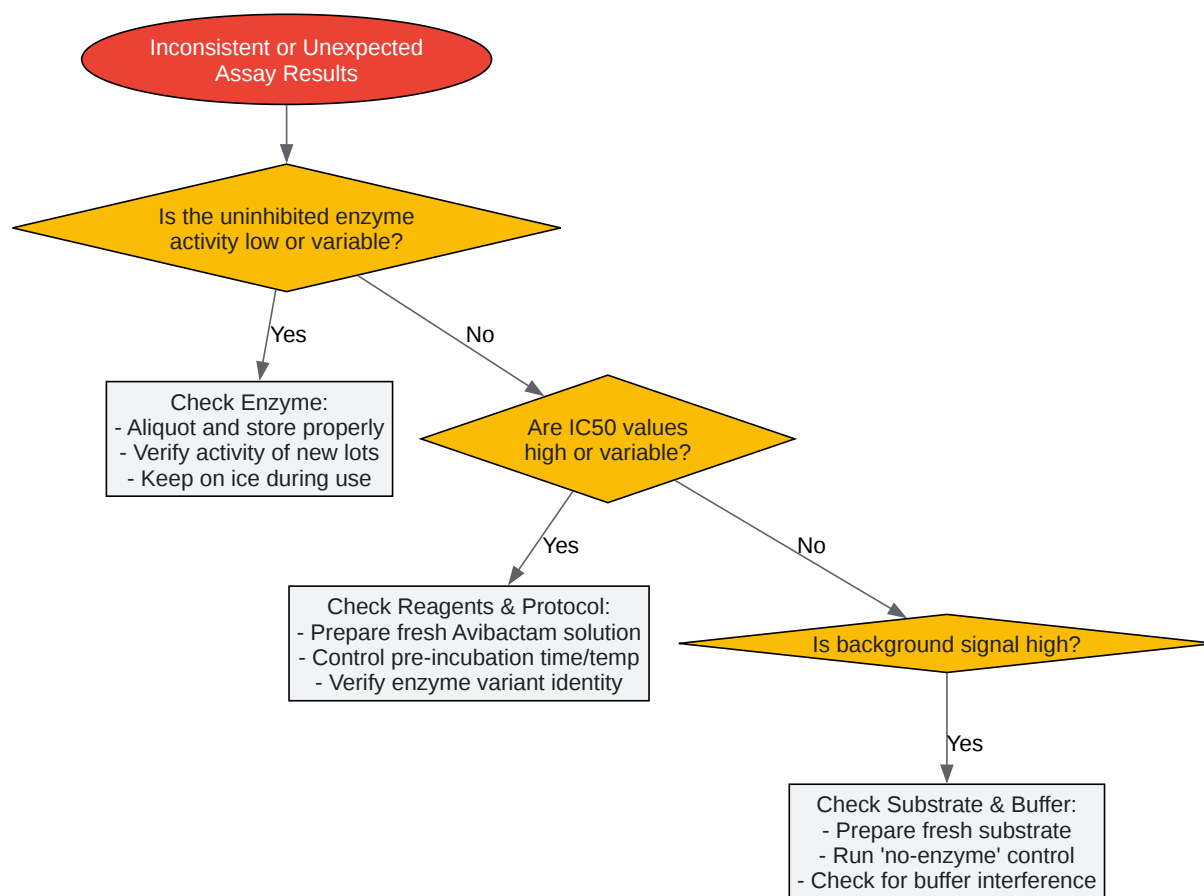 Inconsistent or Unexpected
Assay Results
Is the uninhibited enzyme
activity low or variable?
Yes
No
Check Enzyme:
- Aliquot and store properly
- Verify activity of new lots
- Keep on ice during use
Are IC50 values
high or variable?
Yes
No
Check Reagents & Protocol:
- Prepare fresh Avibactam solution
- Control pre-incubation time/temp
- Verify enzyme variant identity
Is background signal high?
Yes
Check Substrate & Buffer:
- Prepare fresh substrate
- Run 'no-enzyme' control
- Check for buffer interference